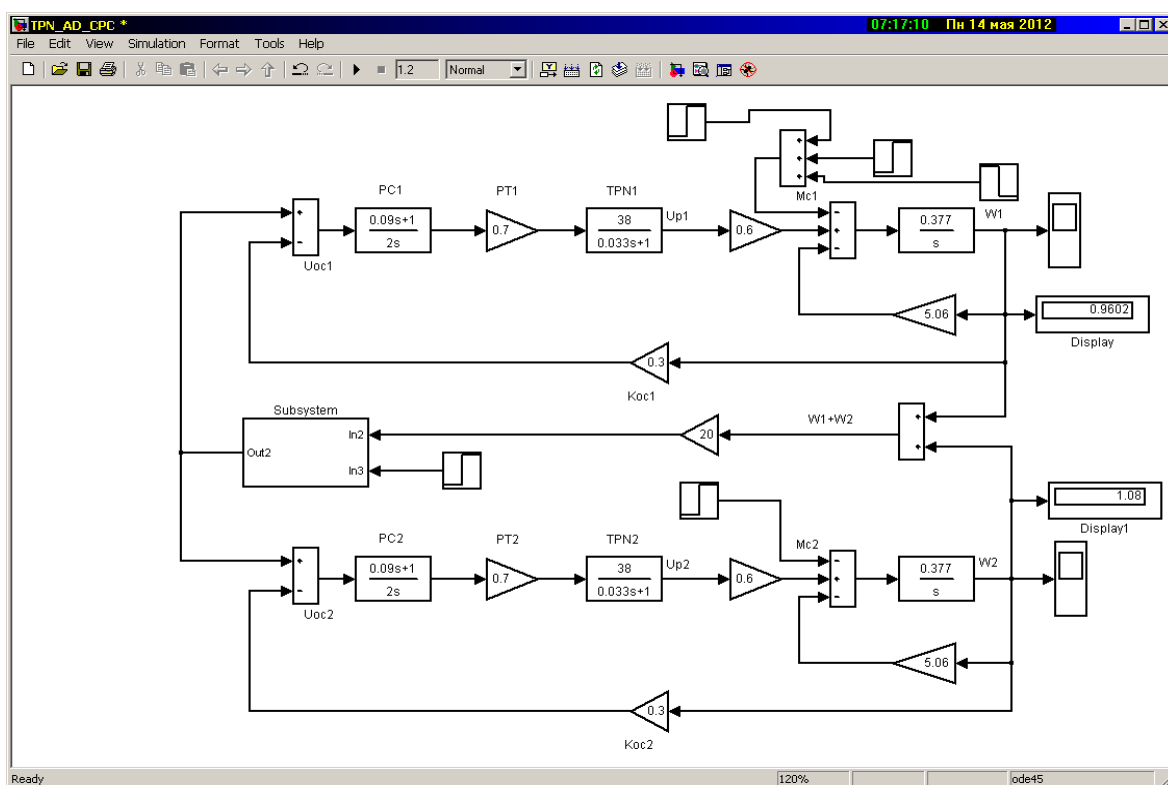 TPN_AD_CPC *
07:17:10 Пн 14 мая 2012
File Edit View Simulation Format Tools Help
1.2 Normal
PC1 PT1 TPN1 Mc1 W1
0.09s+1
2s
0.7
38
0.033s+1
Up1
0.6
0.377
s
Uoc1
5.06
0.9602
Display
0.3
Koc1
Subsystem
In2
In3
Out2
20
W1+W2
1.08
Display1
PC2 PT2 TPN2 Mc2
0.09s+1
2s
0.7
38
0.033s+1
Up2
0.6
0.377
s
W2
Uoc2
5.06
0.3
Koc2
Ready 120% ode45